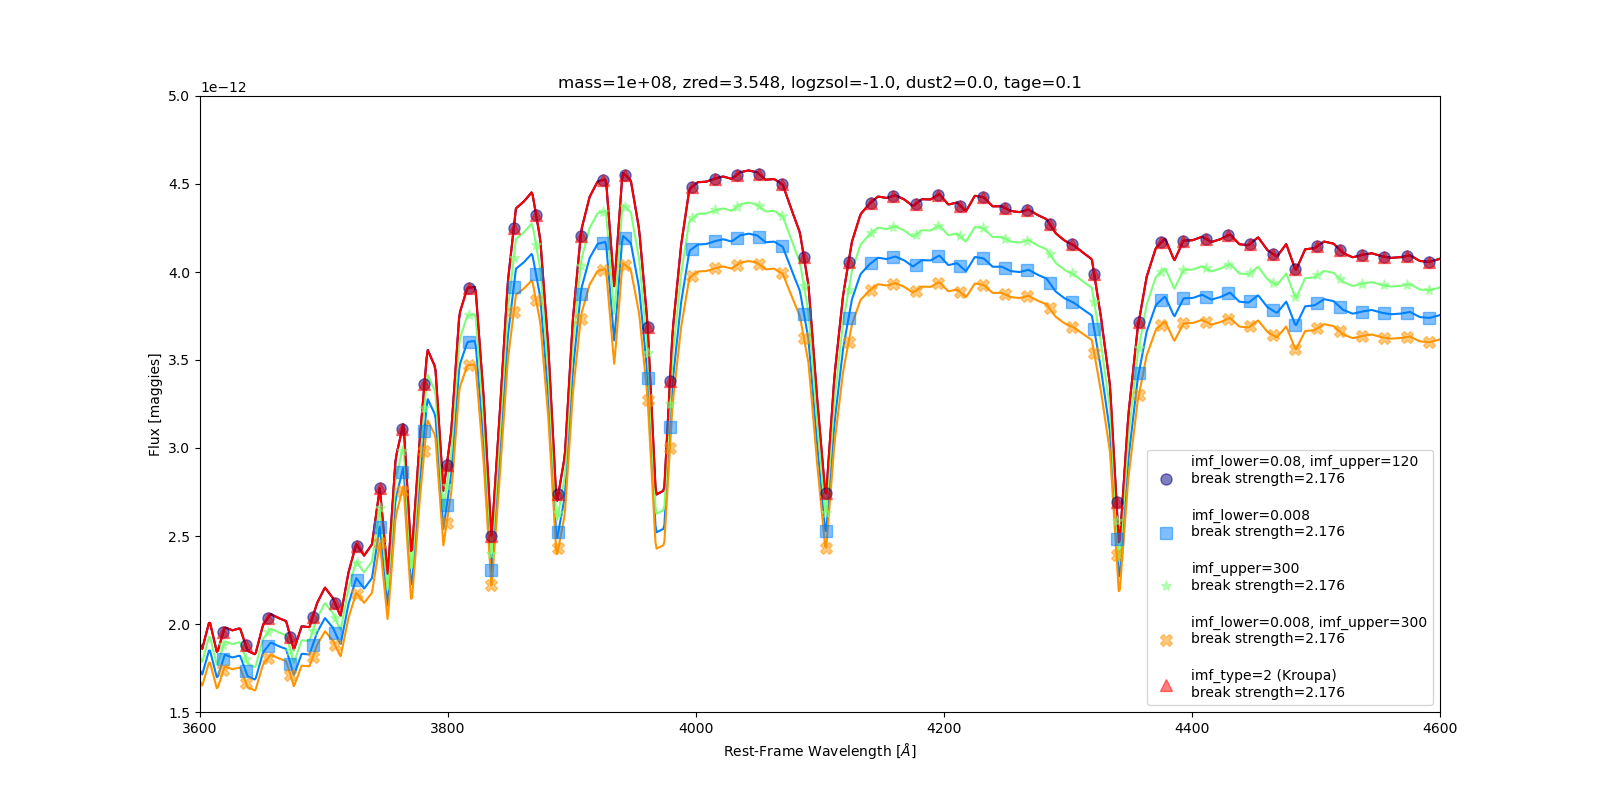 mass=1e+08, zred=3.548, logzsol=-1.0, dust2=0.0, tage=0.1
1e−12
5.0
4.5
4.0
3.5
3.0
2.5
2.0
1.5
Flux [maggies]
imf_lower=0.08, imf_upper=120
break strength=2.176
imf_lower=0.008
break strength=2.176
imf_upper=300
break strength=2.176
imf_lower=0.008, imf_upper=300
break strength=2.176
imf_type=2 (Kroupa)
break strength=2.176
3600
3800
4000
4200
4400
4600
Rest-Frame Wavelength [Å]